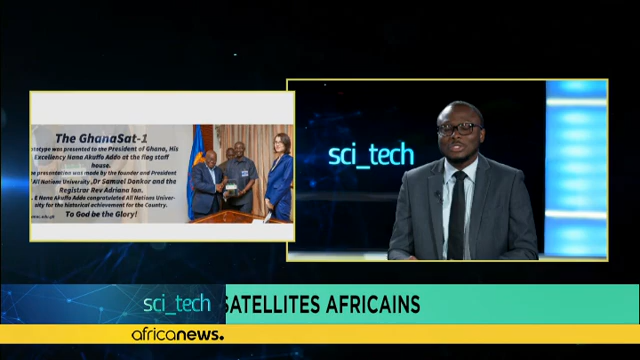 The GhanaSat-1
was presented to the President of Ghana, His
Excellency Nana Akuffo Addo at the flag staff
house.
presentation was made by the founder and President
All Nations University ,Dr Samuel Donkor and the
Registrar Rev Adriana Ion.
E Nana Akuffo Addo congratulated All Nations Univer-
sity for the historical achievement for the Country.
To God be the Glory!
sci_tech
sci_tech
SATELLITES AFRICAINS
africanews.